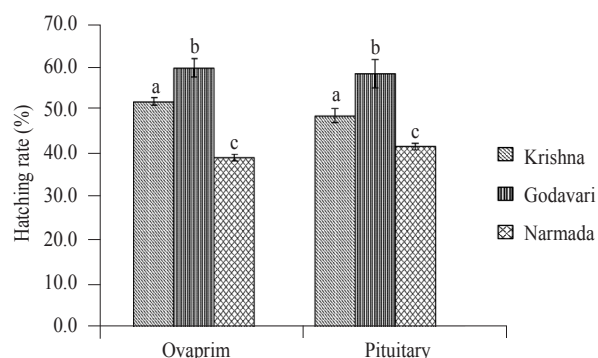 70.0
60.0
50.0
40.0
30.0
20.0
10.0
0.0
Hatching rate (%)
a
b
c
a
b
c
Ovaprim
Pituitary
Krishna
Godavari
Narmada